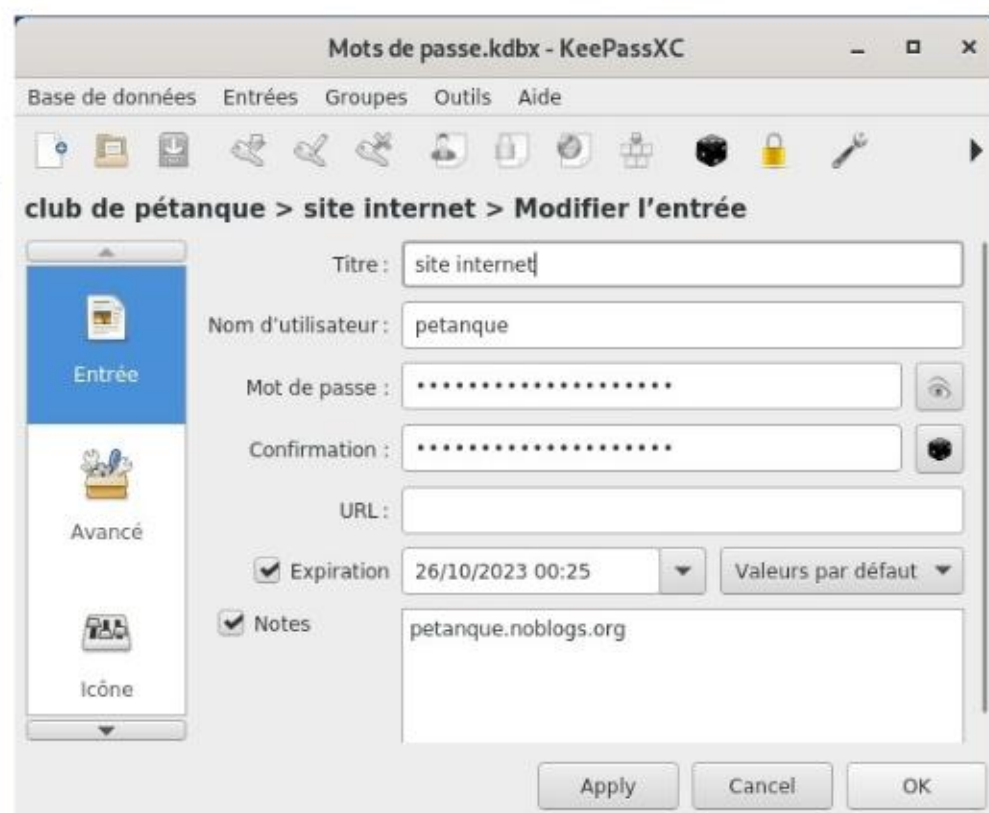 Mots de passe.kdbx - KeePassXC
Base de données Entrées Groupes Outils Aide
club de pétanque > site internet > Modifier l'entrée
Titre : site internet
Entrée
Nom d'utilisateur : petanque
Mot de passe : •••••••••••••••••••••
Confirmation : •••••••••••••••••••••
Avancé
URL :
Expiration 26/10/2023 00:25 Valeurs par défaut
Notes petanque.noblogs.org
Icône
Apply Cancel OK